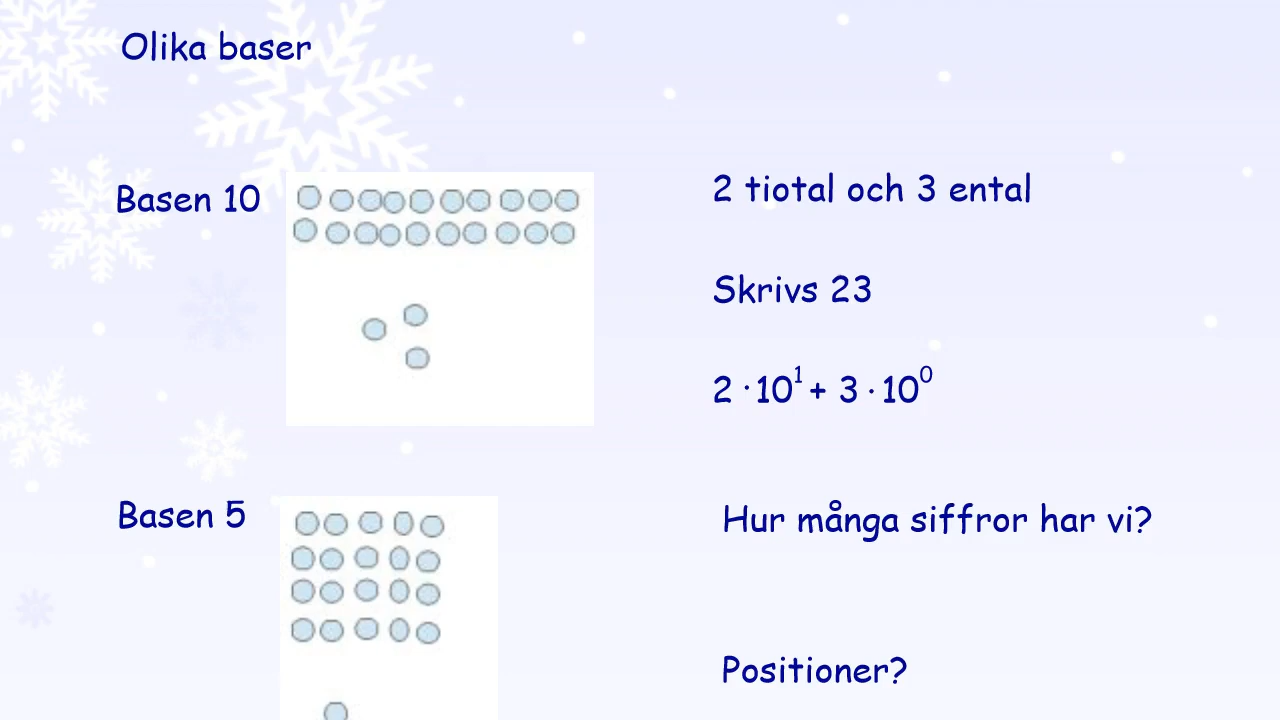 Olika baser
Basen 10
2 tiotal och 3 ental
Skrivs 23
2 · 10¹ + 3 · 10⁰
Basen 5
Hur många siffror har vi?
Positioner?